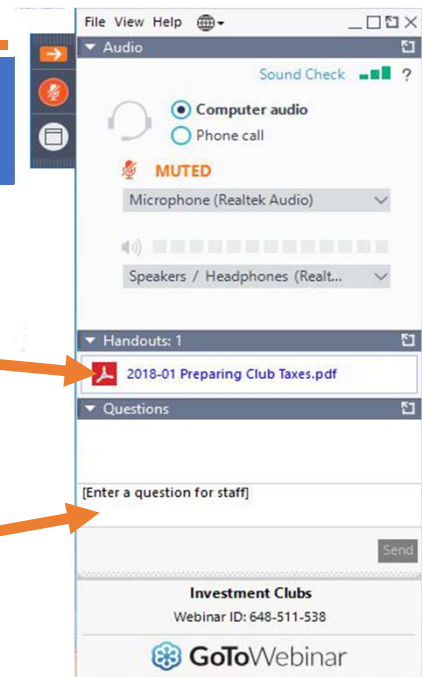 File View Help
Audio
Sound Check ?
Computer audio
Phone call
MUTED
Microphone (Realtek Audio)
Speakers / Headphones (Realt...
Handouts: 1
2018-01 Preparing Club Taxes.pdf
Questions
[Enter a question for staff]
Send
Investment Clubs
Webinar ID: 648-511-538
GoToWebinar